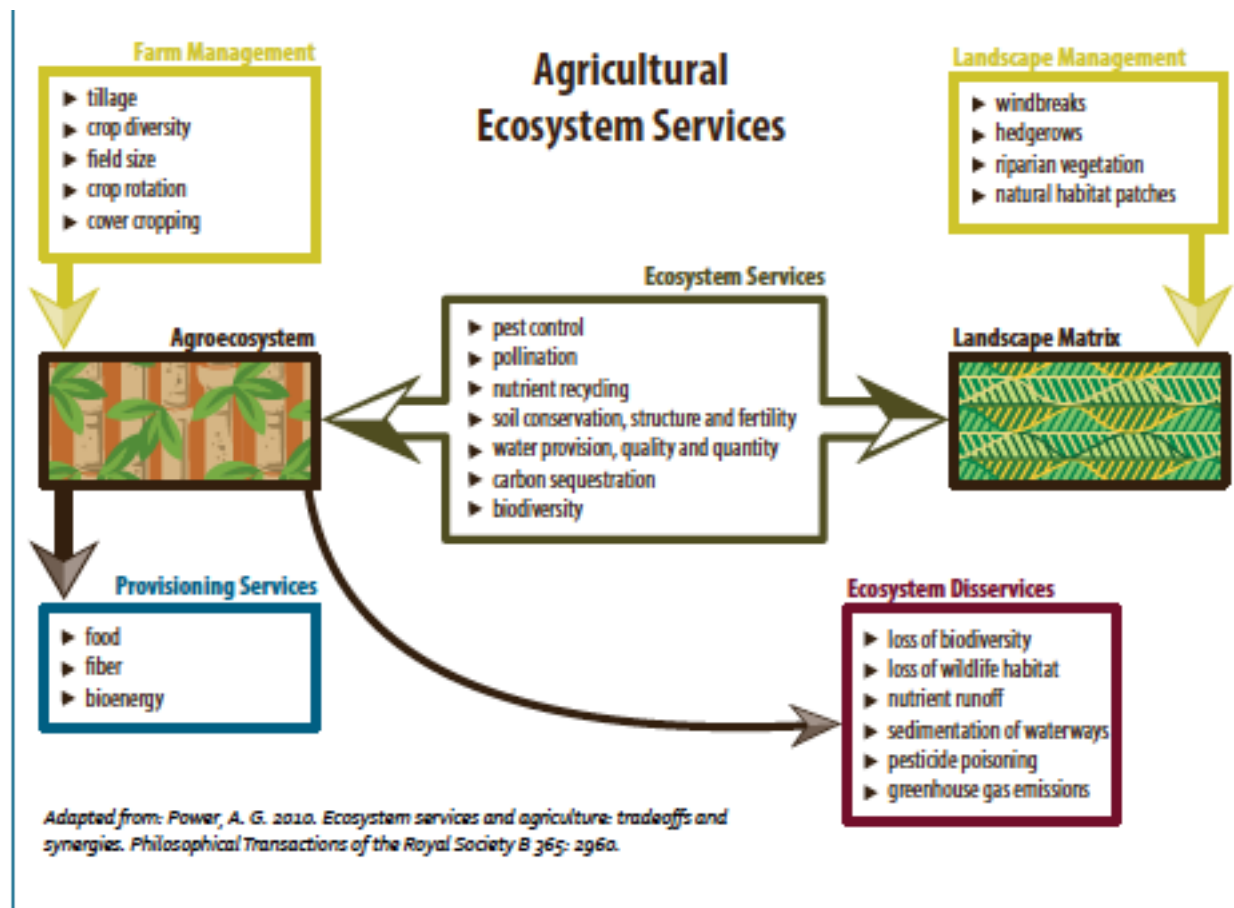 Agricultural
Ecosystem Services
Farm Management
▶ tillage
▶ crop diversity
▶ field size
▶ crop rotation
▶ cover cropping
Landscape Management
▶ windbreaks
▶ hedgerows
▶ riparian vegetation
▶ natural habitat patches
Ecosystem Services
▶ pest control
▶ pollination
▶ nutrient recycling
▶ soil conservation, structure and fertility
▶ water provision, quality and quantity
▶ carbon sequestration
▶ biodiversity
Agroecosystem
Landscape Matrix
Provisioning Services
▶ food
▶ fiber
▶ bioenergy
Ecosystem Disservices
▶ loss of biodiversity
▶ loss of wildlife habitat
▶ nutrient runoff
▶ sedimentation of waterways
▶ pesticide poisoning
▶ greenhouse gas emissions
Adapted from: Power, A. G. 2010. Ecosystem services and agriculture: tradeoffs and
synergies. Philosophical Transactions of the Royal Society B 365: 2960.